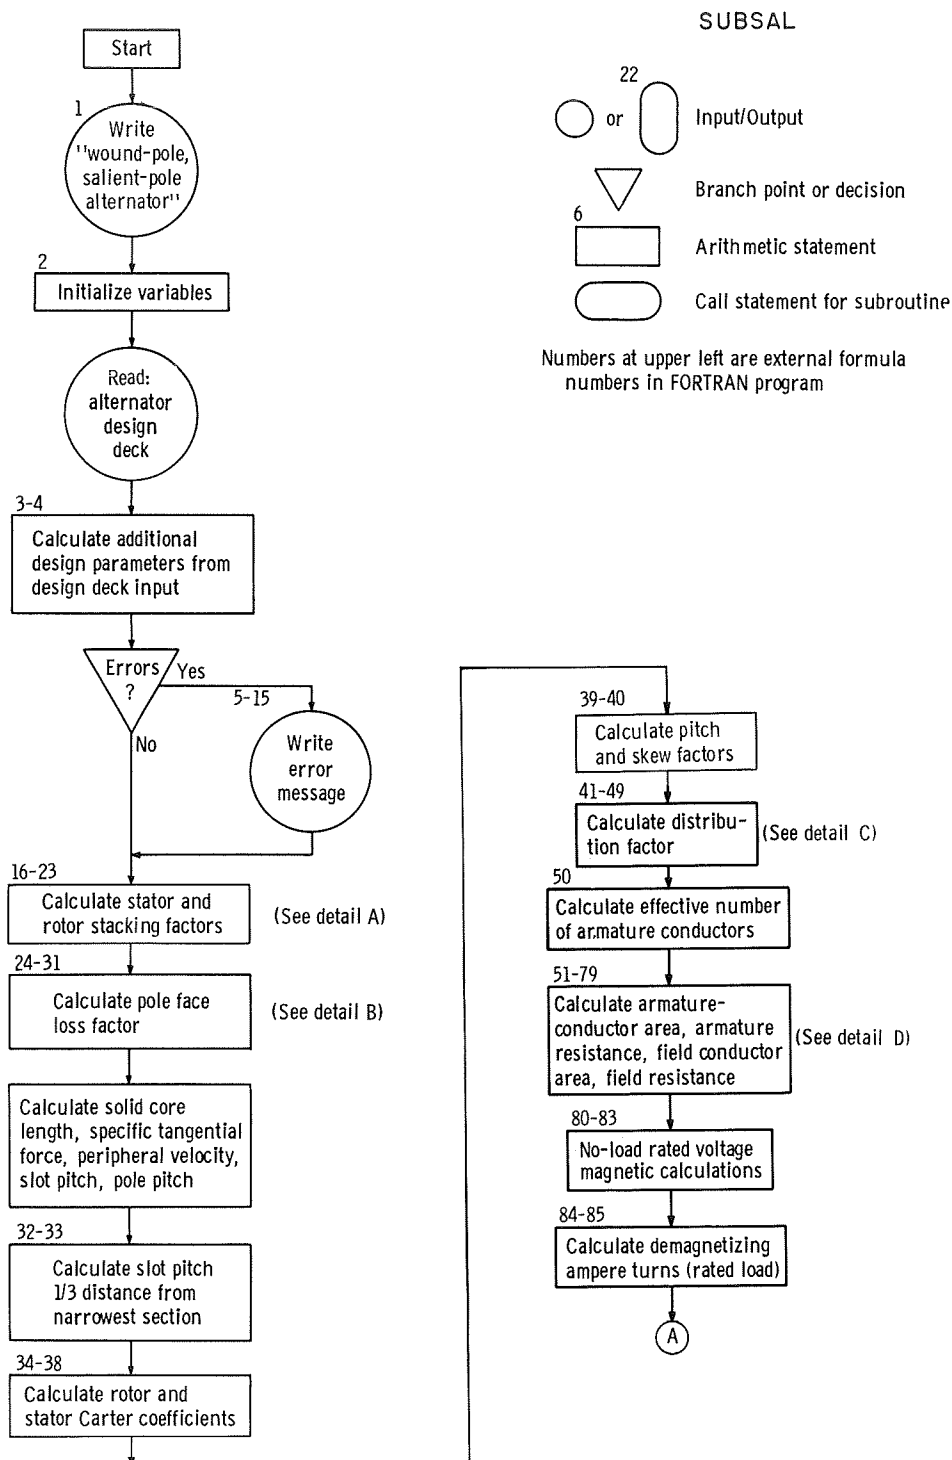 SUBSAL
22
or
Input/Output
Branch point or decision
6
Arithmetic statement
Call statement for subroutine
Numbers at upper left are external formula
numbers in FORTRAN program
Start
1
Write
"wound-pole,
salient-pole
alternator"
2
Initialize variables
Read:
alternator
design
deck
3-4
Calculate additional
design parameters from
design deck input
Errors
?
Yes
No
5-15
Write
error
message
16-23
Calculate stator and
rotor stacking factors
(See detail A)
24-31
Calculate pole face
loss factor
(See detail B)
Calculate solid core
length, specific tangential
force, peripheral velocity,
slot pitch, pole pitch
32-33
Calculate slot pitch
1/3 distance from
narrowest section
34-38
Calculate rotor and
stator Carter coefficients
39-40
Calculate pitch
and skew factors
41-49
Calculate distribu-
tion factor
(See detail C)
50
Calculate effective number
of armature conductors
51-79
Calculate armature-
conductor area, armature
resistance, field conductor
area, field resistance
(See detail D)
80-83
No-load rated voltage
magnetic calculations
84-85
Calculate demagnetizing
ampere turns (rated load)
A